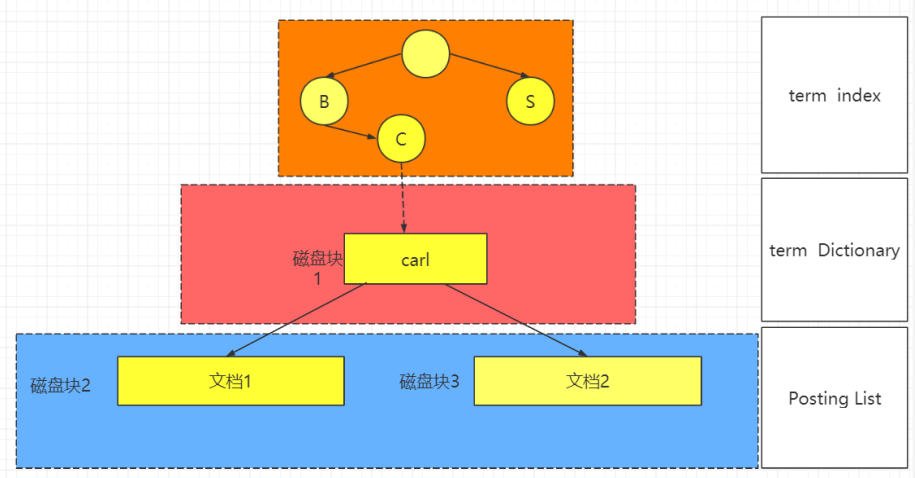 term index
B
S
C
term Dictionary
磁盘块
1
carl
磁盘块2
文档1
磁盘块3
文档2
Posting List